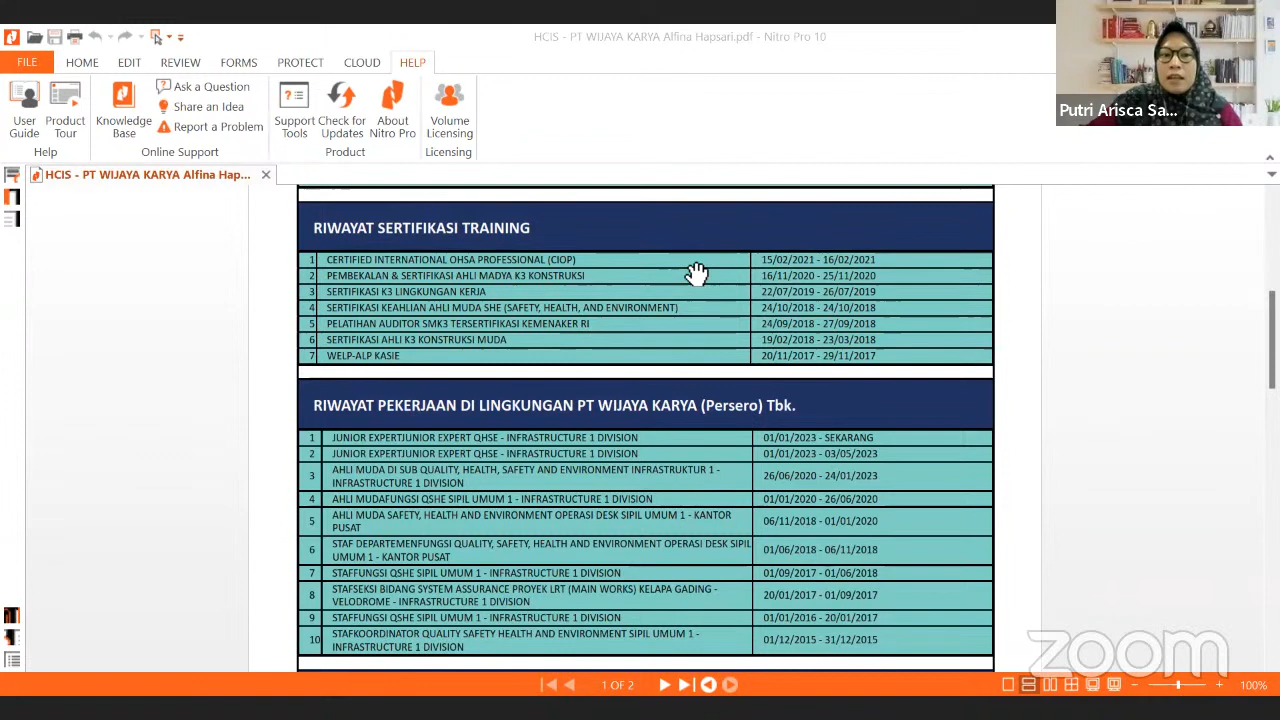 HCIS - PT WIJAYA KARYA Alfina Hapsari.pdf - Nitro Pro 10
FILE HOME EDIT REVIEW FORMS PROTECT CLOUD HELP
User Guide
Product Tour
Help
Knowledge Base
Ask a Question
Share an Idea
Report a Problem
Online Support
Support Tools
Check for Updates
About Nitro Pro
Product
Volume Licensing
Licensing
Putri Arisca Sa...
HCIS - PT WIJAYA KARYA Alfina Hap...
RIWAYAT SERTIFIKASI TRAINING
1 CERTIFIED INTERNATIONAL OHSA PROFESSIONAL (CIOP) 15/02/2021 - 16/02/2021
2 PEMBEKALAN & SERTIFIKASI AHLI MADYA K3 KONSTRUKSI 16/11/2020 - 25/11/2020
3 SERTIFIKASI K3 LINGKUNGAN KERJA 22/07/2019 - 26/07/2019
4 SERTIFIKASI KEAHLIAN AHLI MUDA SHE (SAFETY, HEALTH, AND ENVIRONMENT) 24/10/2018 - 24/10/2018
5 PELATIHAN AUDITOR SMK3 TERSERTIFIKASI KEMENAKER RI 24/09/2018 - 27/09/2018
6 SERTIFIKASI AHLI K3 KONSTRUKSI MUDA 19/02/2018 - 23/03/2018
7 WELP-ALP KASIE 20/11/2017 - 29/11/2017
RIWAYAT PEKERJAAN DI LINGKUNGAN PT WIJAYA KARYA (Persero) Tbk.
1 JUNIOR EXPERTJUNIOR EXPERT QHSE - INFRASTRUCTURE 1 DIVISION 01/01/2023 - SEKARANG
2 JUNIOR EXPERTJUNIOR EXPERT QHSE - INFRASTRUCTURE 1 DIVISION 01/01/2023 - 03/05/2023
3 AHLI MUDA DI SUB QUALITY, HEALTH, SAFETY AND ENVIRONMENT INFRASTRUKTUR 1 -
INFRASTRUCTURE 1 DIVISION 26/06/2020 - 24/01/2023
4 AHLI MUDAFUNGSI QSHE SIPIL UMUM 1 - INFRASTRUCTURE 1 DIVISION 01/01/2020 - 26/06/2020
5 AHLI MUDA SAFETY, HEALTH AND ENVIRONMENT OPERASI DESK SIPIL UMUM 1 - KANTOR
PUSAT 06/11/2018 - 01/01/2020
6 STAF DEPARTEMENFUNGSI QUALITY, SAFETY, HEALTH AND ENVIRONMENT OPERASI DESK SIPIL
UMUM 1 - KANTOR PUSAT 01/06/2018 - 06/11/2018
7 STAFFUNGSI QSHE SIPIL UMUM 1 - INFRASTRUCTURE 1 DIVISION 01/09/2017 - 01/06/2018
8 STAFSEKSI BIDANG SYSTEM ASSURANCE PROYEK LRT (MAIN WORKS) KELAPA GADING -
VELODROME - INFRASTRUCTURE 1 DIVISION 20/01/2017 - 01/09/2017
9 STAFFUNGSI QSHE SIPIL UMUM 1 - INFRASTRUCTURE 1 DIVISION 01/01/2016 - 20/01/2017
10 STAFKOORDINATOR QUALITY SAFETY HEALTH AND ENVIRONMENT SIPIL UMUM 1 -
INFRASTRUCTURE 1 DIVISION 01/12/2015 - 31/12/2015
zoom
1 OF 2
100%